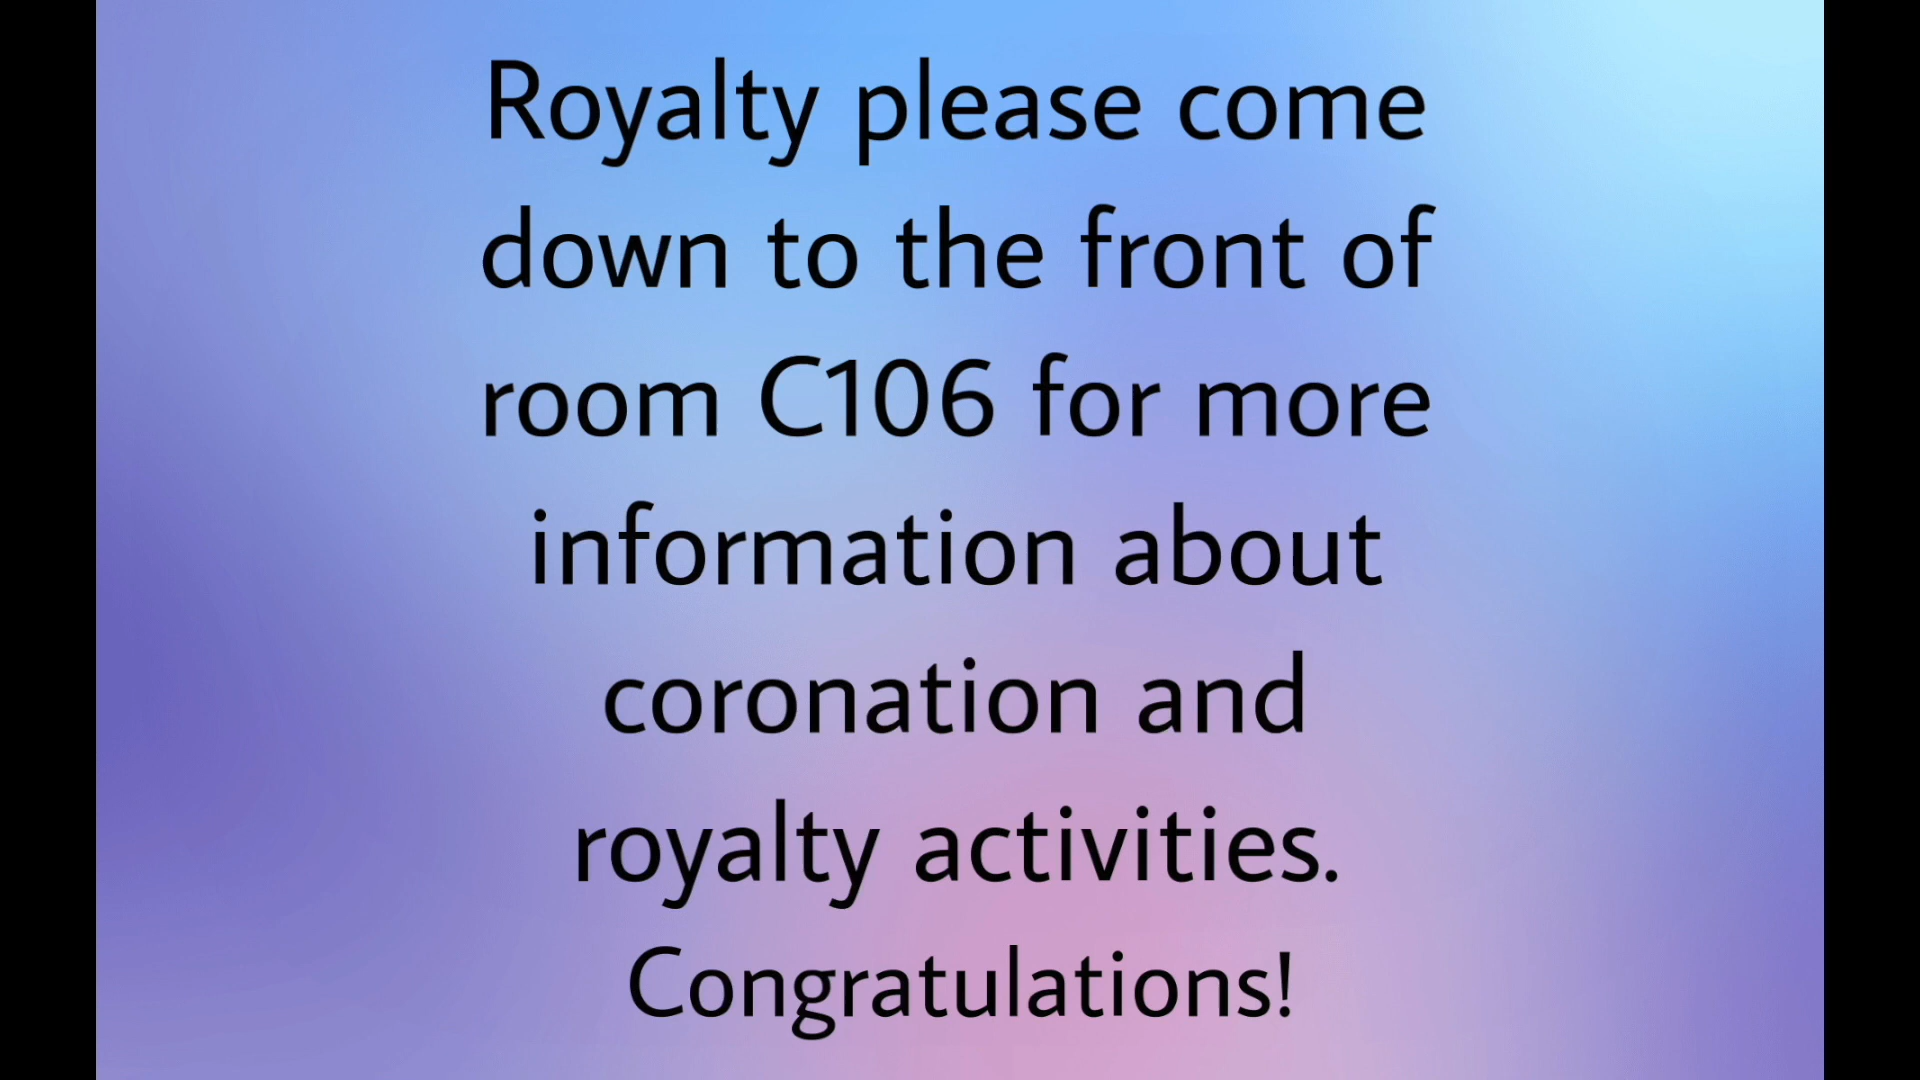 Royalty please come
down to the front of
room C106 for more
information about
coronation and
royalty activities.
Congratulations!